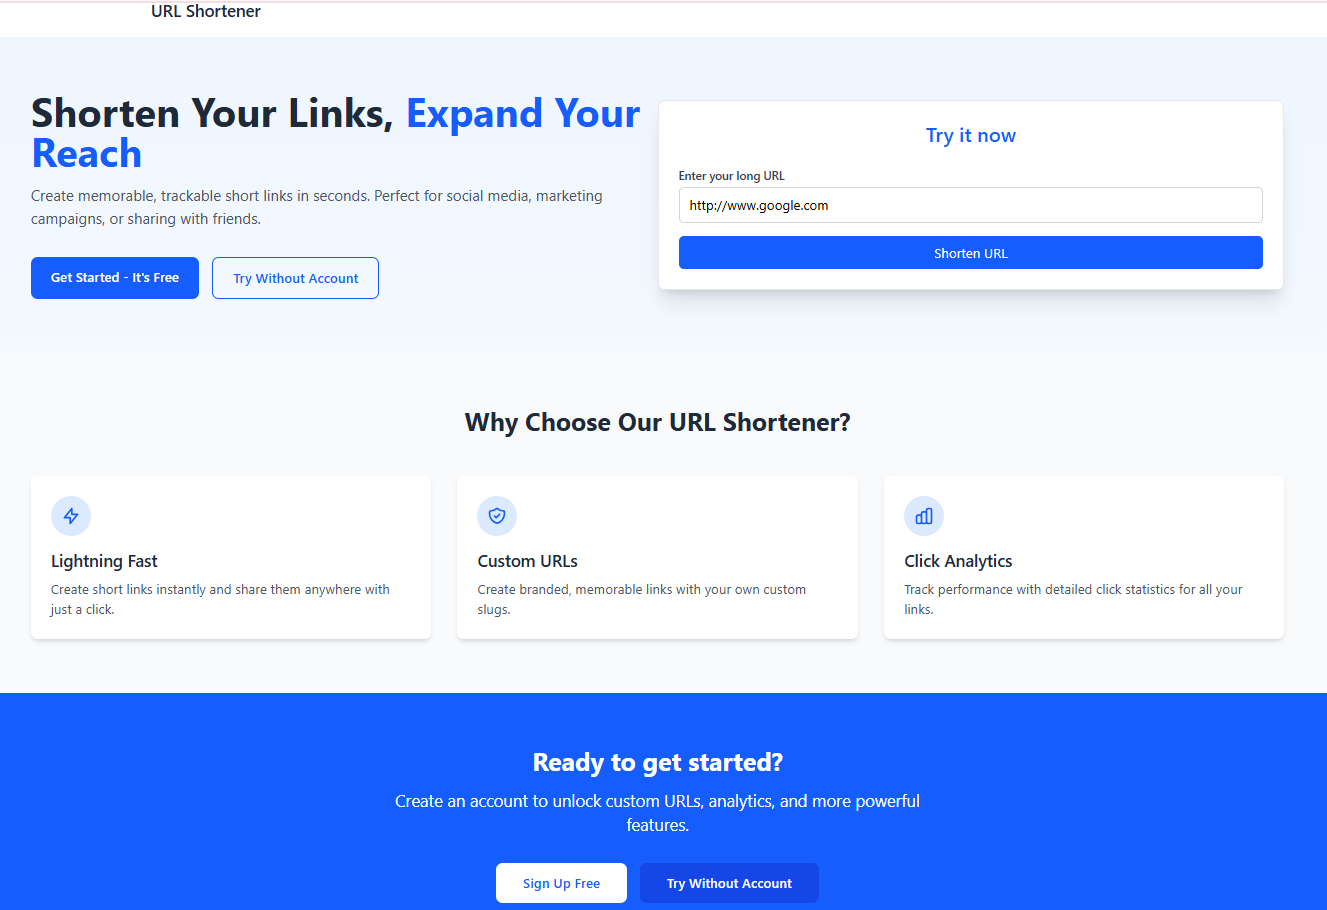 URL Shortener
Shorten Your Links, Expand Your
Reach
Create memorable, trackable short links in seconds. Perfect for social media, marketing
campaigns, or sharing with friends.
Get Started - It's Free
Try Without Account
Try it now
Enter your long URL
http://www.google.com
Shorten URL
Why Choose Our URL Shortener?
Lightning Fast
Create short links instantly and share them anywhere with
just a click.
Custom URLs
Create branded, memorable links with your own custom
slugs.
Click Analytics
Track performance with detailed click statistics for all your
links.
Ready to get started?
Create an account to unlock custom URLs, analytics, and more powerful
features.
Sign Up Free
Try Without Account